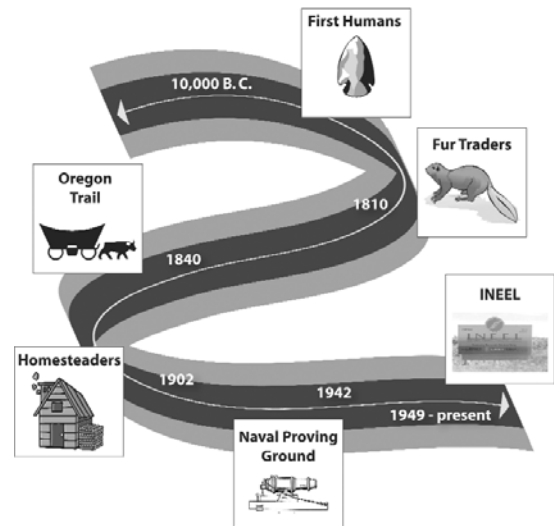 First Humans
10,000 B.C.
Fur Traders
1810
Oregon
Trail
1840
INEEL
INEEL
Homesteaders
1902
1942
1949 - present
Naval Proving
Ground